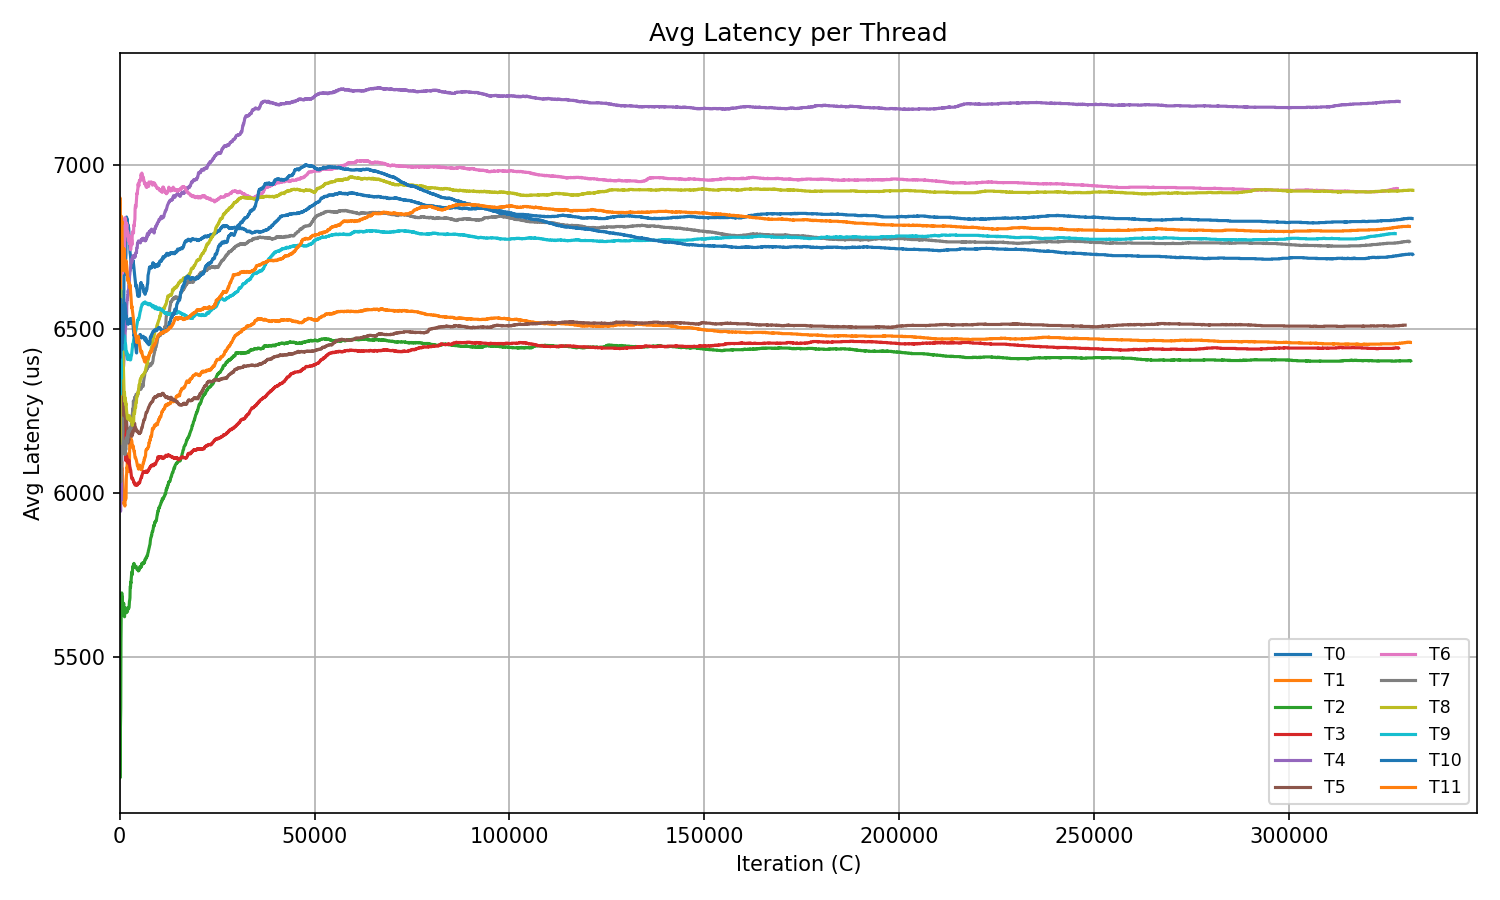 Avg Latency per Thread
Avg Latency (us)
7000
6500
6000
5500
0
50000
100000
150000
200000
250000
300000
Iteration (C)
T0
T1
T2
T3
T4
T5
T6
T7
T8
T9
T10
T11